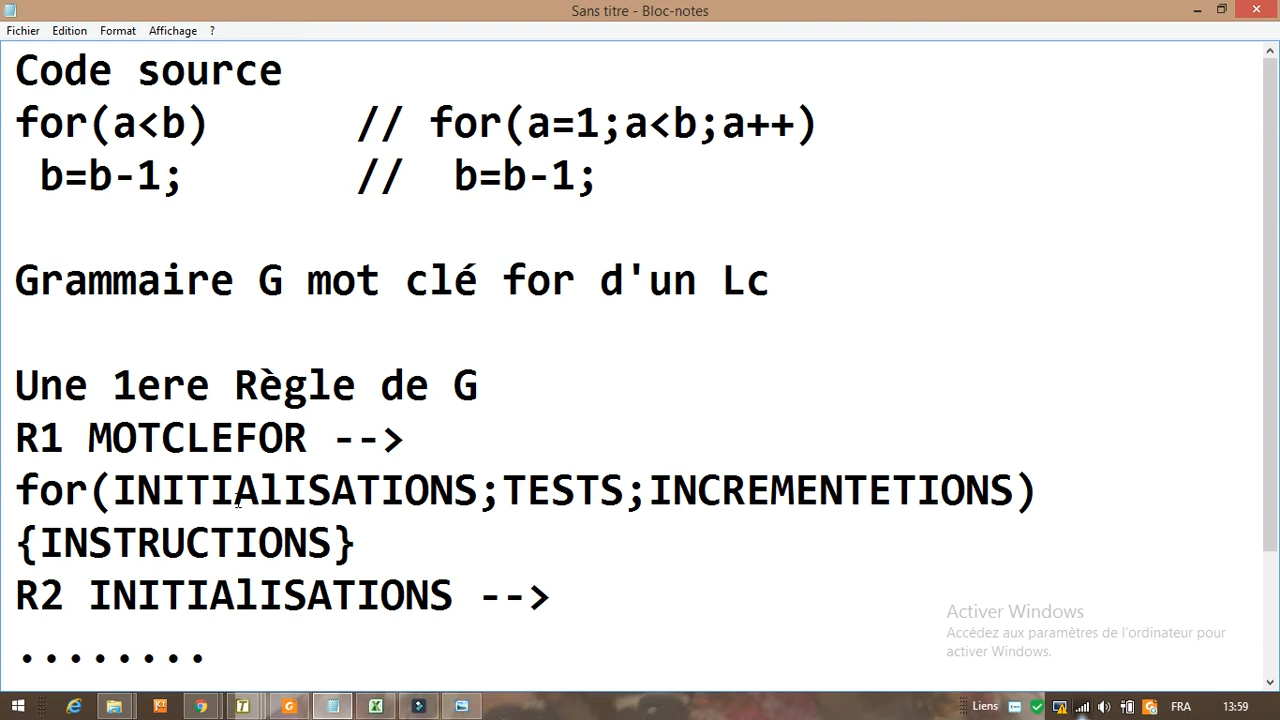 Sans titre - Bloc-notes
Fichier Edition Format Affichage ?
Code source
for(a<b) // for(a=1;a<b;a++)
b=b-1; // b=b-1;
Grammaire G mot clé for d'un Lc
Une 1ere Règle de G
R1 MOTCLEFOR -->
for(INITIAlISATIONS;TESTS;INCREMENTETIONS)
{INSTRUCTIONS}
R2 INITIAlISATIONS -->
........
Activer Windows
Accédez aux paramètres de l'ordinateur pour
activer Windows.
Liens FRA 13:59